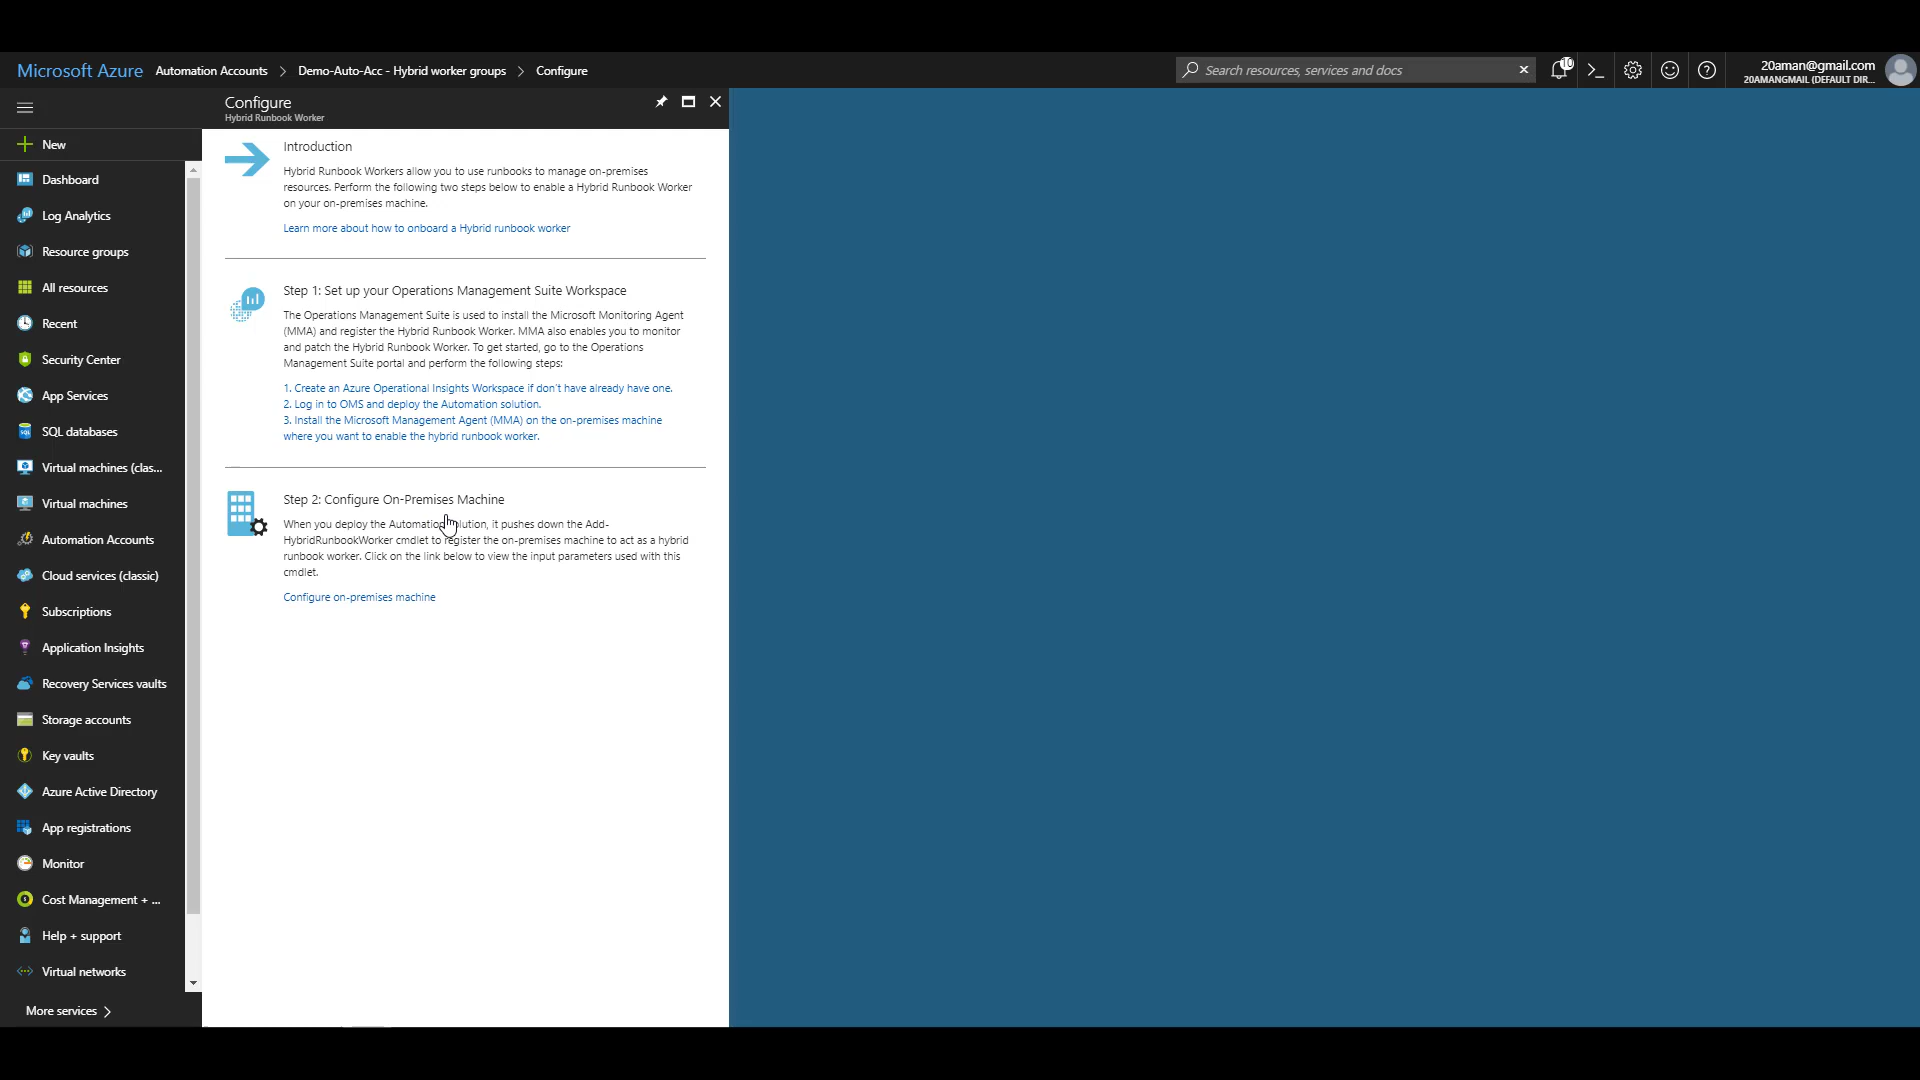 Microsoft Azure Automation Accounts > Demo-Auto-Acc - Hybrid worker groups > Configure
Search resources, services and docs
10
20aman@gmail.com
20AMANGMAIL (DEFAULT DIR...
Configure
Hybrid Runbook Worker
New
Dashboard
Log Analytics
Resource groups
All resources
Recent
Security Center
App Services
SQL databases
Virtual machines (clas...
Virtual machines
Automation Accounts
Cloud services (classic)
Subscriptions
Application Insights
Recovery Services vaults
Storage accounts
Key vaults
Azure Active Directory
App registrations
Monitor
Cost Management + ...
Help + support
Virtual networks
More services >
Introduction
Hybrid Runbook Workers allow you to use runbooks to manage on-premises
resources. Perform the following two steps below to enable a Hybrid Runbook Worker
on your on-premises machine.
Learn more about how to onboard a Hybrid runbook worker
Step 1: Set up your Operations Management Suite Workspace
The Operations Management Suite is used to install the Microsoft Monitoring Agent
(MMA) and register the Hybrid Runbook Worker. MMA also enables you to monitor
and patch the Hybrid Runbook Worker. To get started, go to the Operations
Management Suite portal and perform the following steps:
1. Create an Azure Operational Insights Workspace if don't have already have one.
2. Log in to OMS and deploy the Automation solution.
3. Install the Microsoft Management Agent (MMA) on the on-premises machine
where you want to enable the hybrid runbook worker.
Step 2: Configure On-Premises Machine
When you deploy the Automation solution, it pushes down the Add-
HybridRunbookWorker cmdlet to register the on-premises machine to act as a hybrid
runbook worker. Click on the link below to view the input parameters used with this
cmdlet.
Configure on-premises machine